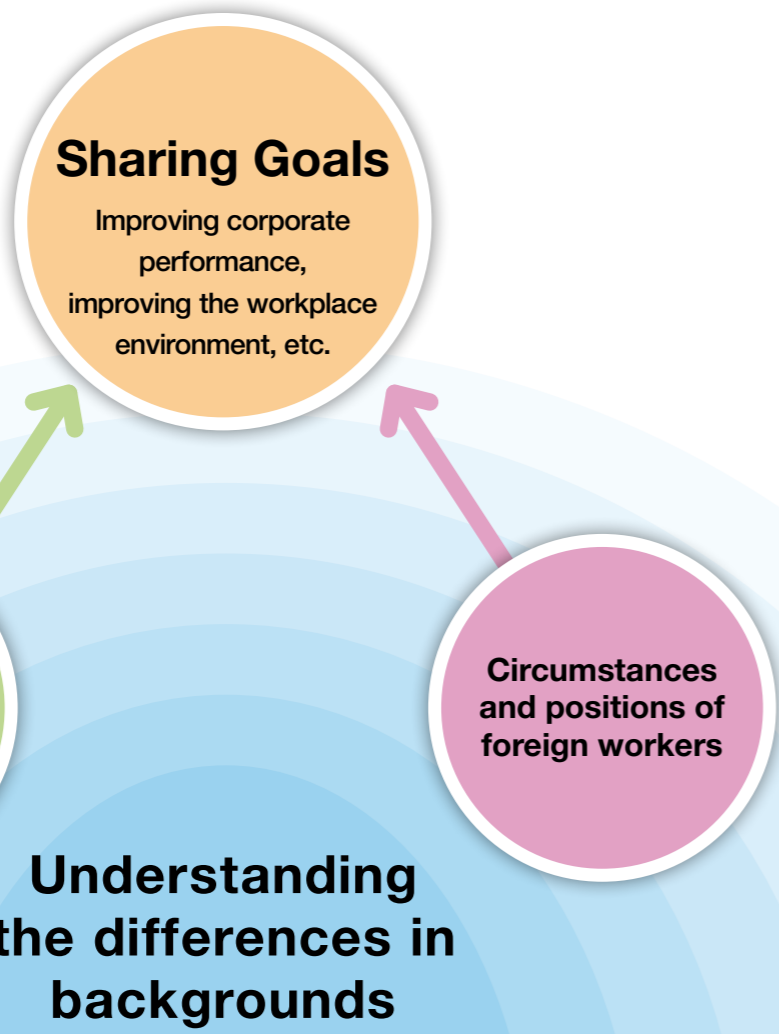 Sharing Goals
Improving corporate
performance,
improving the workplace
environment, etc.
Circumstances
and positions of
foreign workers
Understanding
the differences in
backgrounds